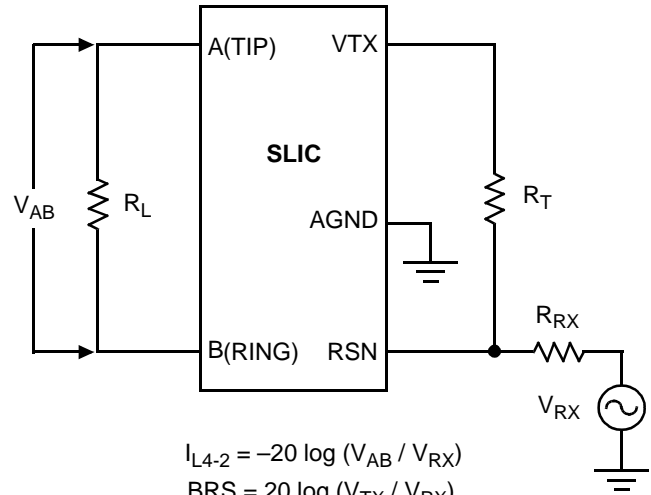 A(TIP) VTX
SLIC
V_AB R_L R_T
AGND
R_RX
B(RING) RSN
V_RX
I_L4-2 = –20 log (V_AB / V_RX)
BRS = 20 log (V_TX / V_RX)